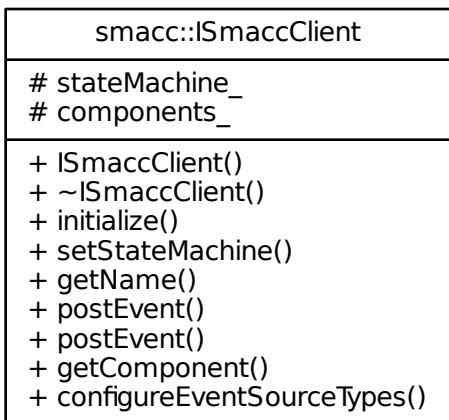 smacc::ISmaccClient
# stateMachine_
# components_
+ ISmaccClient()
+ ~ISmaccClient()
+ initialize()
+ setStateMachine()
+ getName()
+ postEvent()
+ postEvent()
+ getComponent()
+ configureEventSourceTypes()